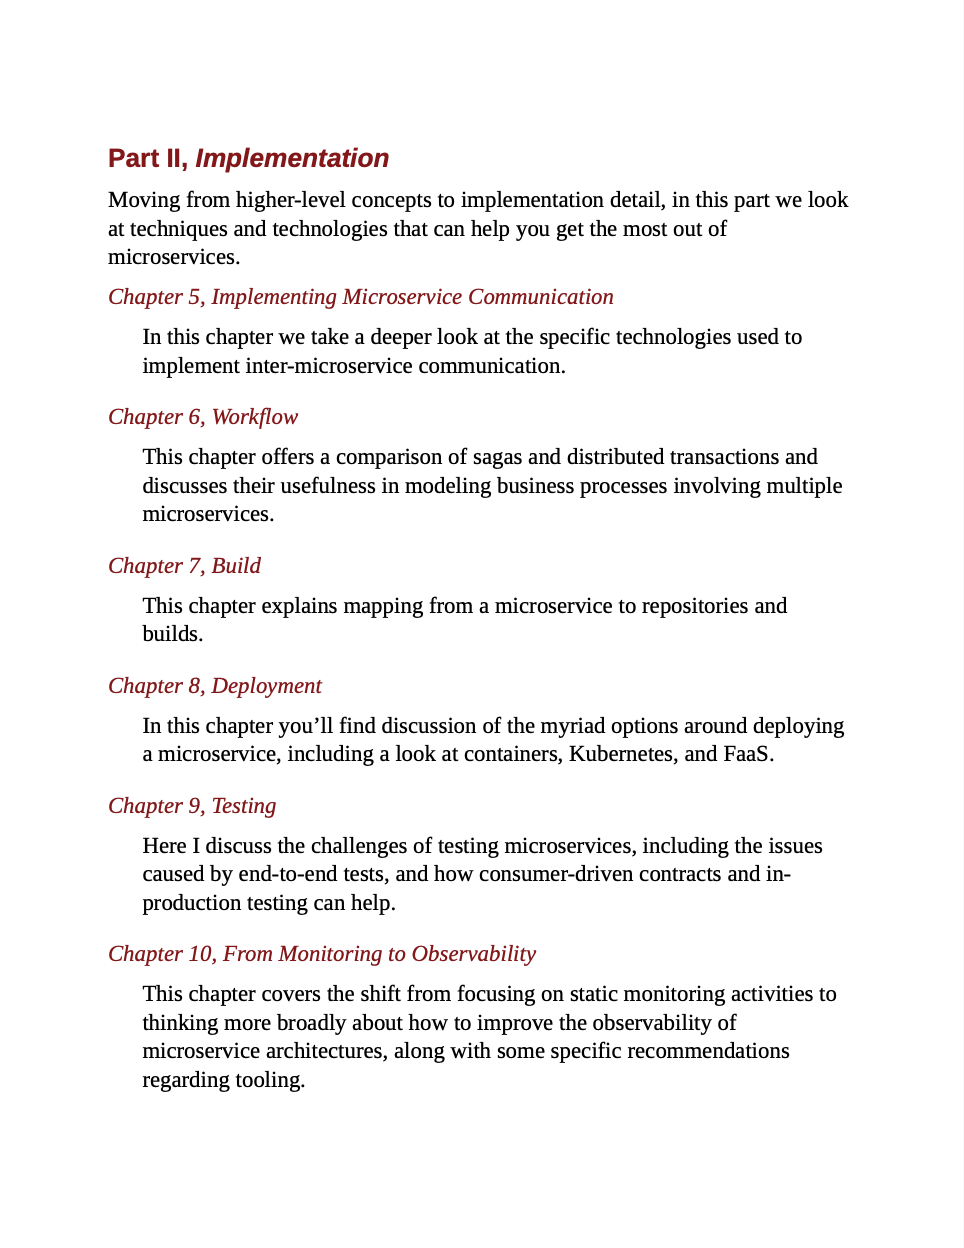 Part II, Implementation
Moving from higher-level concepts to implementation detail, in this part we look
at techniques and technologies that can help you get the most out of
microservices.
Chapter 5, Implementing Microservice Communication
In this chapter we take a deeper look at the specific technologies used to
implement inter-microservice communication.
Chapter 6, Workflow
This chapter offers a comparison of sagas and distributed transactions and
discusses their usefulness in modeling business processes involving multiple
microservices.
Chapter 7, Build
This chapter explains mapping from a microservice to repositories and
builds.
Chapter 8, Deployment
In this chapter you’ll find discussion of the myriad options around deploying
a microservice, including a look at containers, Kubernetes, and FaaS.
Chapter 9, Testing
Here I discuss the challenges of testing microservices, including the issues
caused by end-to-end tests, and how consumer-driven contracts and in-
production testing can help.
Chapter 10, From Monitoring to Observability
This chapter covers the shift from focusing on static monitoring activities to
thinking more broadly about how to improve the observability of
microservice architectures, along with some specific recommendations
regarding tooling.